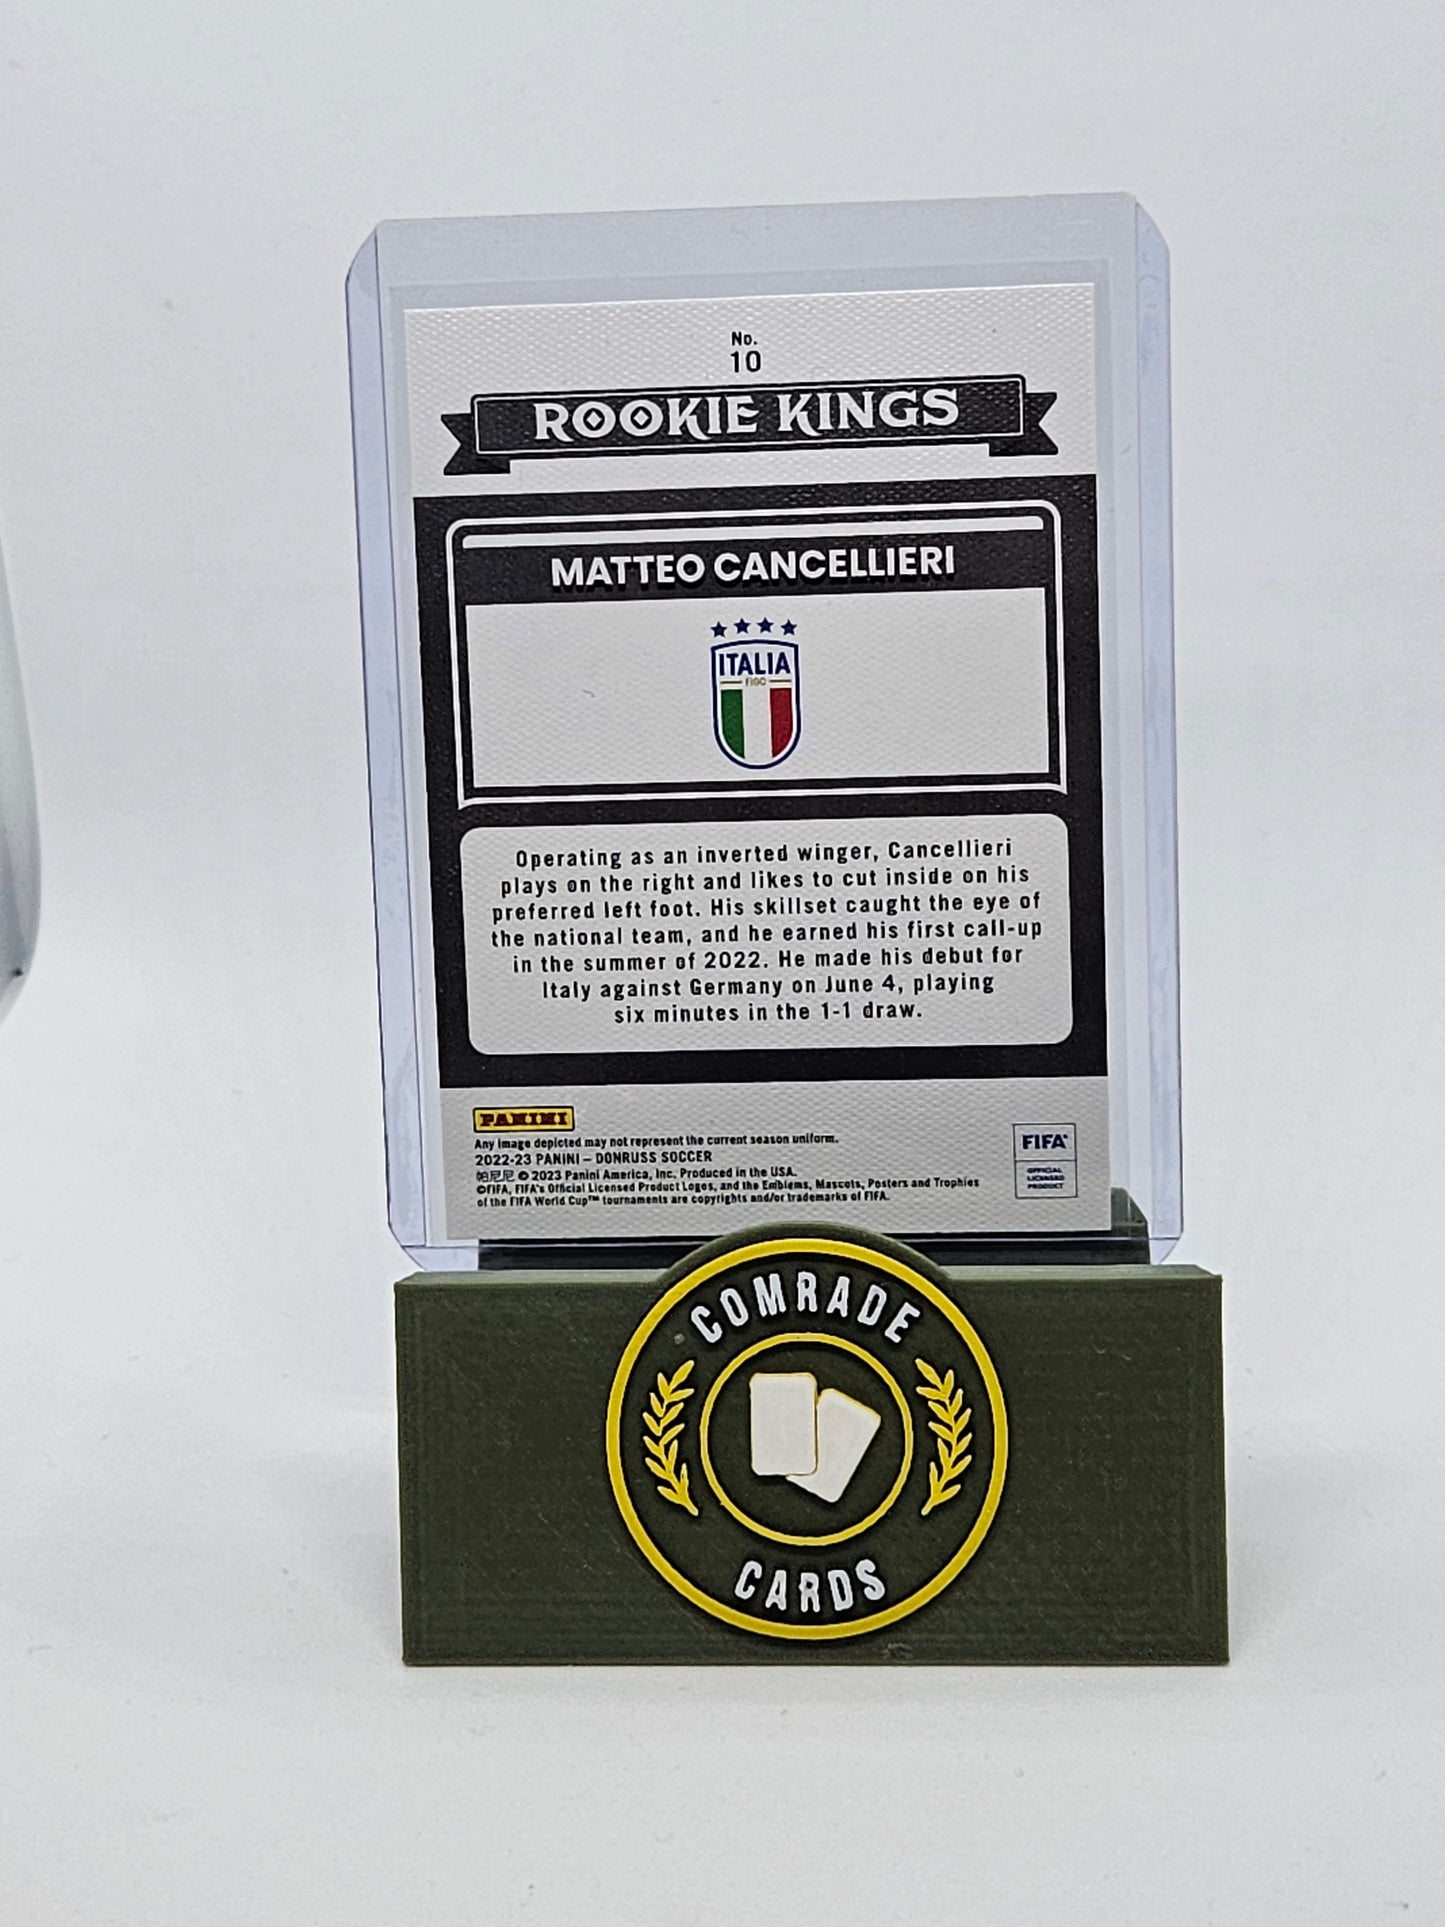 No.
10
ROOKIE KINGS
MATTEO CANCELLIERI
ITALIA
FIGC
Operating as an inverted winger, Cancellieri
plays on the right and likes to cut inside on his
preferred left foot. His skillset caught the eye of
the national team, and he earned his first call-up
in the summer of 2022. He made his debut for
Italy against Germany on June 4, playing
six minutes in the 1-1 draw.
PANINI
Any image depicted may not represent the current season uniform.
2022-23 PANINI – DONRUSS SOCCER
帕尼尼 © 2023 Panini America, Inc. Produced in the USA.
©FIFA, FIFA's Official Licensed Product Logos, and the Emblems, Mascots, Posters and Trophies
of the FIFA World Cup™ tournaments are copyrights and/or trademarks of FIFA.
FIFA
OFFICIAL
LICENSED
PRODUCT
COMRADE
CARDS